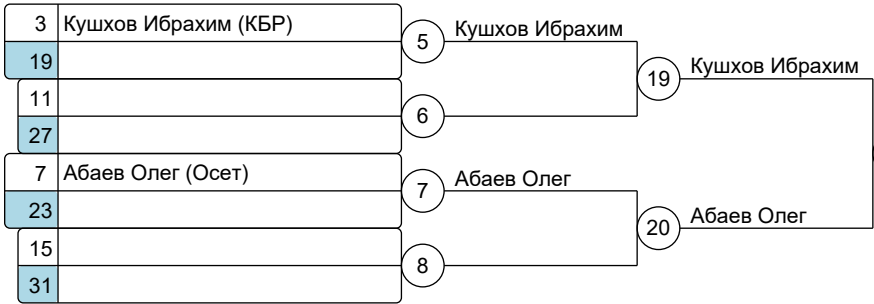 3 Кушхов Ибрахим (КБР)
19
5 Кушхов Ибрахим
19 Кушхов Ибрахим
11
27
6
7 Абаев Олег (Осет)
23
7 Абаев Олег
20 Абаев Олег
15
31
8